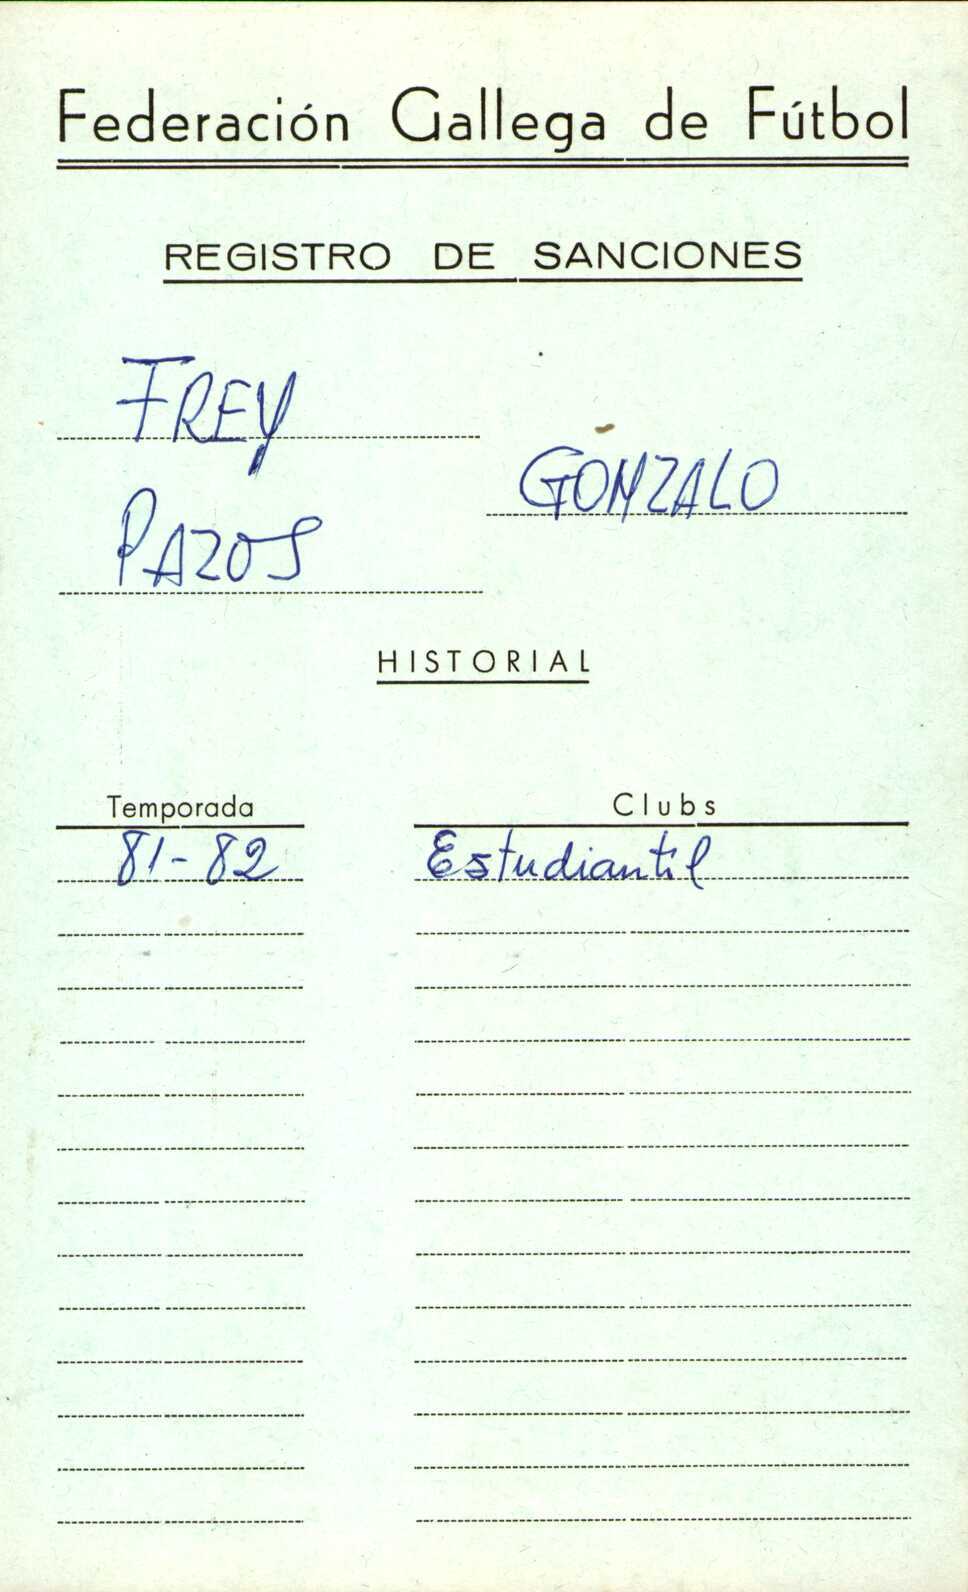 Federación Gallega de Fútbol
REGISTRO DE SANCIONES
FREY
GONZALO
PAZOS
HISTORIAL
Temporada Clubs
81-82 Estudiantil